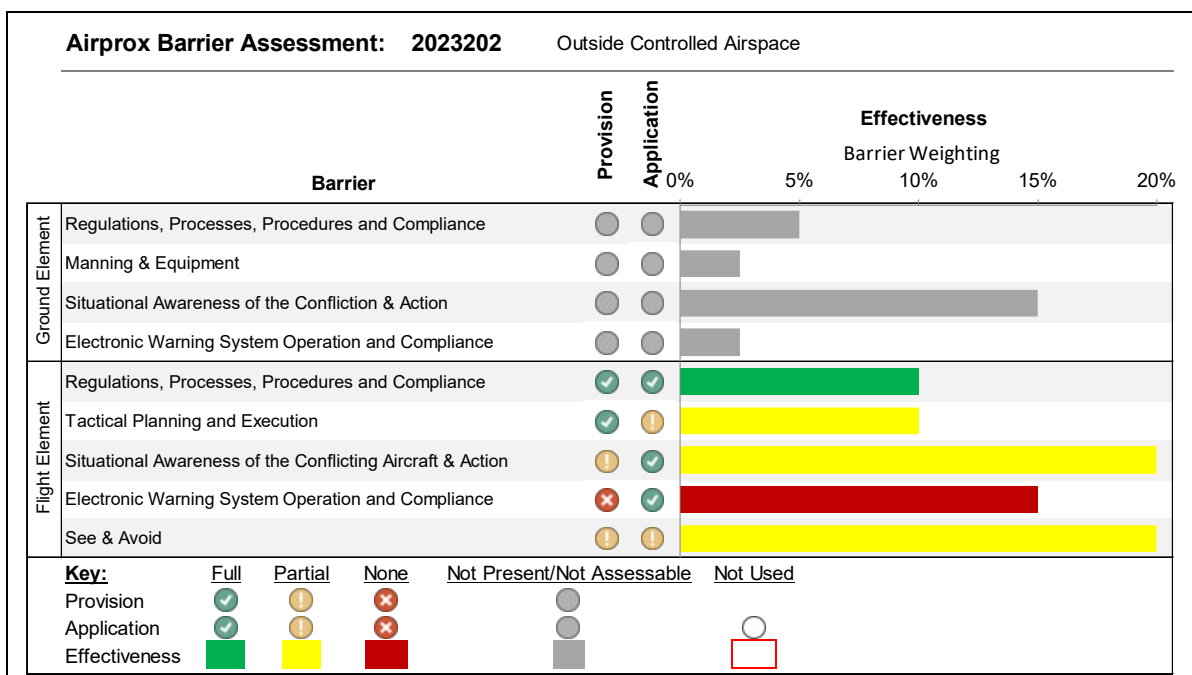 Airprox Barrier Assessment: 2023202 Outside Controlled Airspace
Barrier
Provision
Application
Effectiveness
Barrier Weighting
0% 5% 10% 15% 20%
Ground Element
Regulations, Processes, Procedures and Compliance
Manning & Equipment
Situational Awareness of the Confliction & Action
Electronic Warning System Operation and Compliance
Flight Element
Regulations, Processes, Procedures and Compliance
Tactical Planning and Execution
Situational Awareness of the Conflicting Aircraft & Action
Electronic Warning System Operation and Compliance
See & Avoid
Key: Full Partial None Not Present/Not Assessable Not Used
Provision
Application
Effectiveness